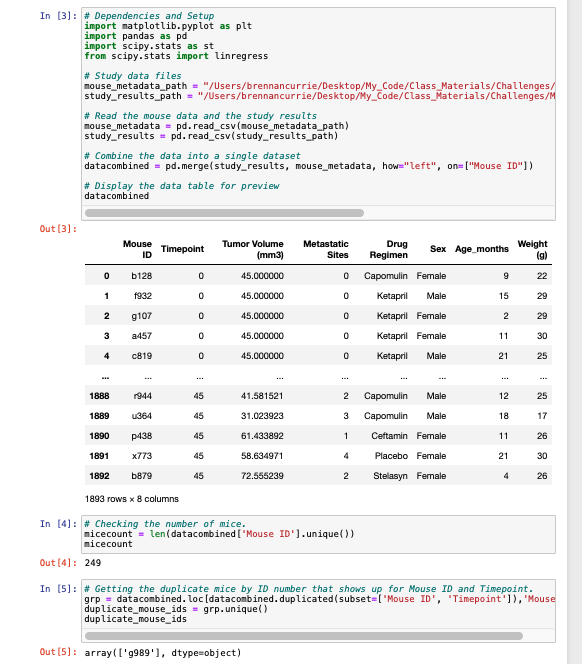 In [3]:
# Dependencies and Setup
import matplotlib.pyplot as plt
import pandas as pd
import scipy.stats as st
from scipy.stats import linregress
# Study data files
mouse_metadata_path = "/Users/brennancurrie/Desktop/My_Code/Class_Materials/Challenges/
study_results_path = "/Users/brennancurrie/Desktop/My_Code/Class_Materials/Challenges/M
# Read the mouse data and the study results
mouse_metadata = pd.read_csv(mouse_metadata_path)
study_results = pd.read_csv(study_results_path)
# Combine the data into a single dataset
datacombined = pd.merge(study_results, mouse_metadata, how="left", on=["Mouse ID"])
# Display the data table for preview
datacombined
Out[3]:
Mouse ID Timepoint Tumor Volume (mm3) Metastatic Sites Drug Regimen Sex Age_months Weight (g)
0 b128 0 45.000000 0 Capomulin Female 9 22
1 f932 0 45.000000 0 Ketapril Male 15 29
2 g107 0 45.000000 0 Ketapril Female 2 29
3 a457 0 45.000000 0 Ketapril Female 11 30
4 c819 0 45.000000 0 Ketapril Male 21 25
... ... ... ... ... ... ... ... ...
1888 r944 45 41.581521 2 Capomulin Male 12 25
1889 u364 45 31.023923 3 Capomulin Male 18 17
1890 p438 45 61.433892 1 Ceftamin Female 11 26
1891 x773 45 58.634971 4 Placebo Female 21 30
1892 b879 45 72.555239 2 Stelasyn Female 4 26
1893 rows × 8 columns
In [4]:
# Checking the number of mice.
micecount = len(datacombined['Mouse ID'].unique())
micecount
Out[4]: 249
In [5]:
# Getting the duplicate mice by ID number that shows up for Mouse ID and Timepoint.
grp = datacombined.loc[datacombined.duplicated(subset=['Mouse ID', 'Timepoint']),'Mouse
duplicate_mouse_ids = grp.unique()
duplicate_mouse_ids
Out[5]: array(['g989'], dtype=object)